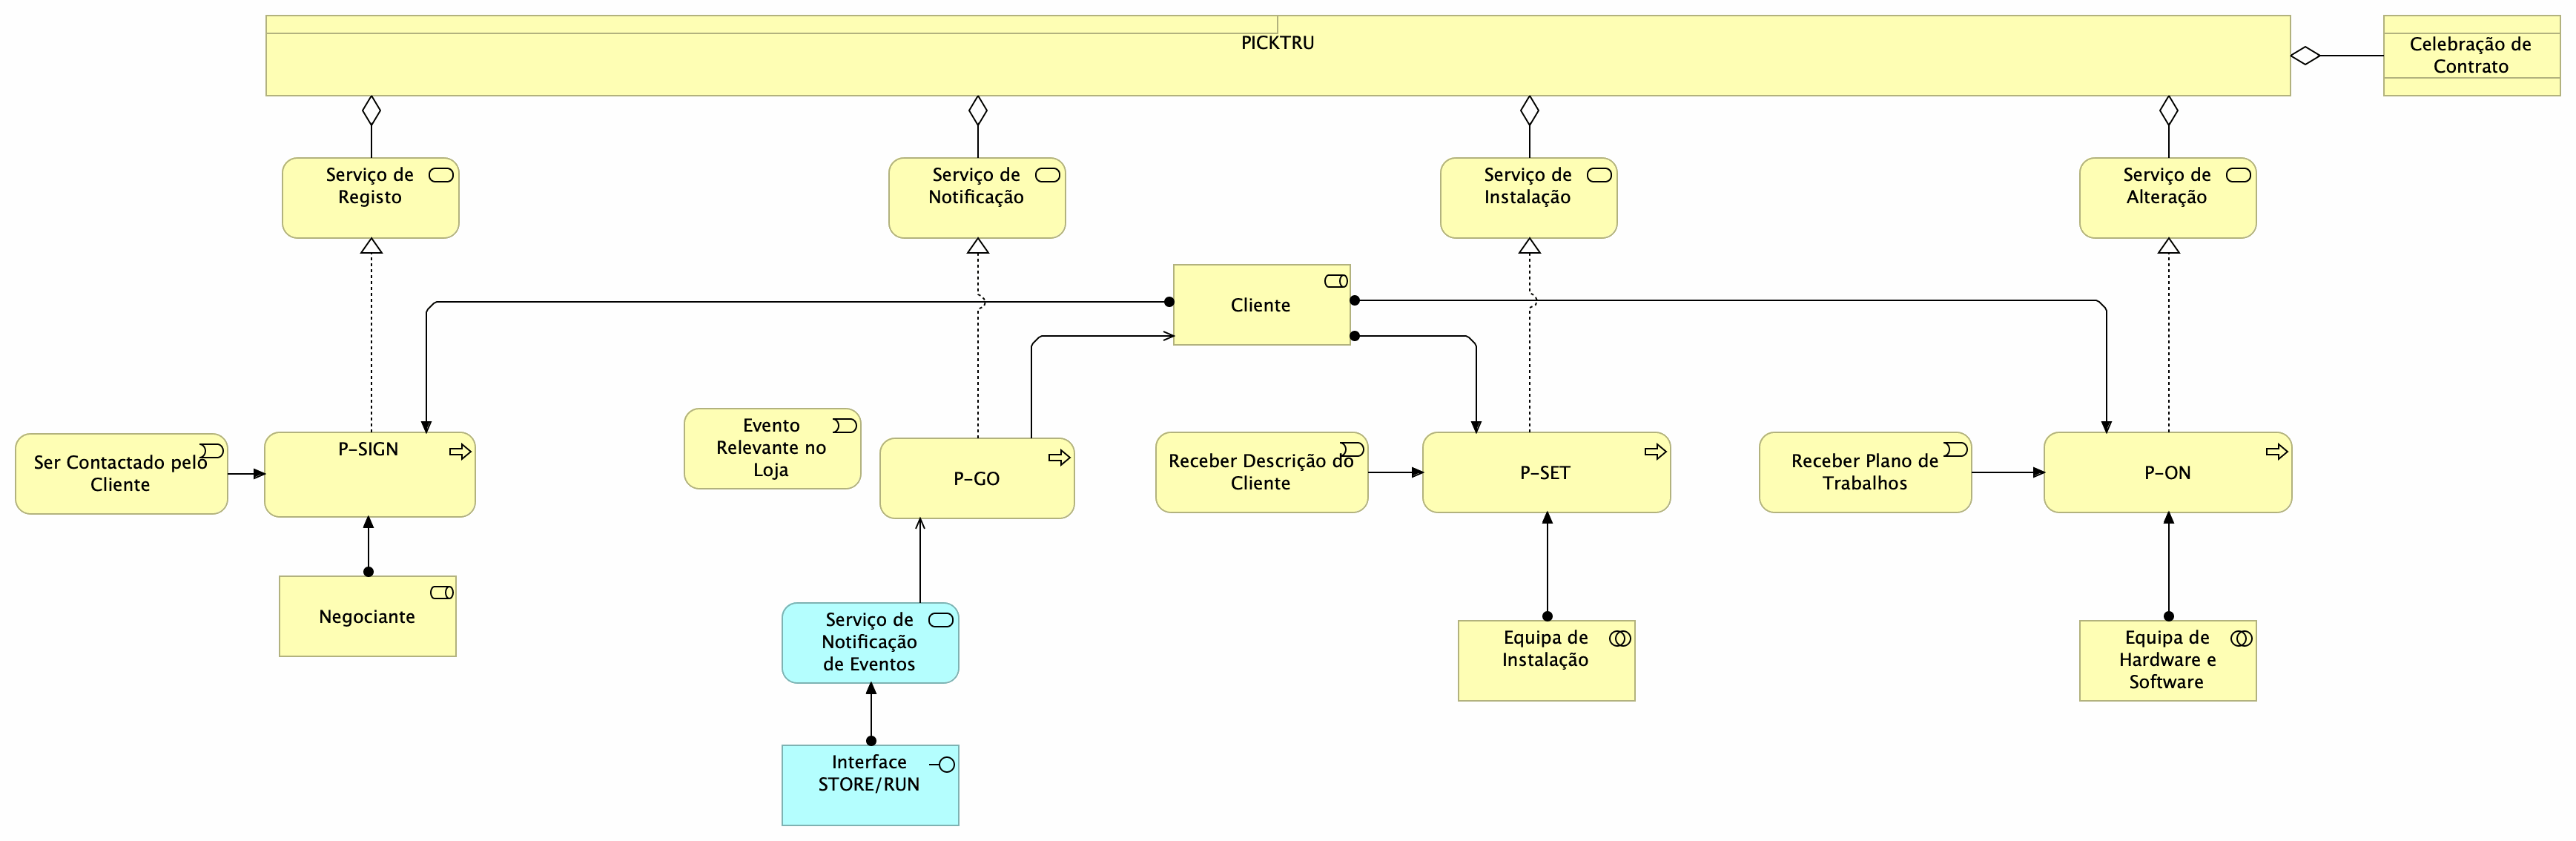 PICKTRU
Celebração de
Contrato
Serviço de
Registo
Serviço de
Notificação
Serviço de
Instalação
Serviço de
Alteração
Cliente
Ser Contactado pelo
Cliente
P-SIGN
Evento
Relevante no
Loja
P-GO
Receber Descrição do
Cliente
P-SET
Receber Plano de
Trabalhos
P-ON
Negociante
Serviço de
Notificação
de Eventos
Equipa de
Instalação
Equipa de
Hardware e
Software
Interface
STORE/RUN